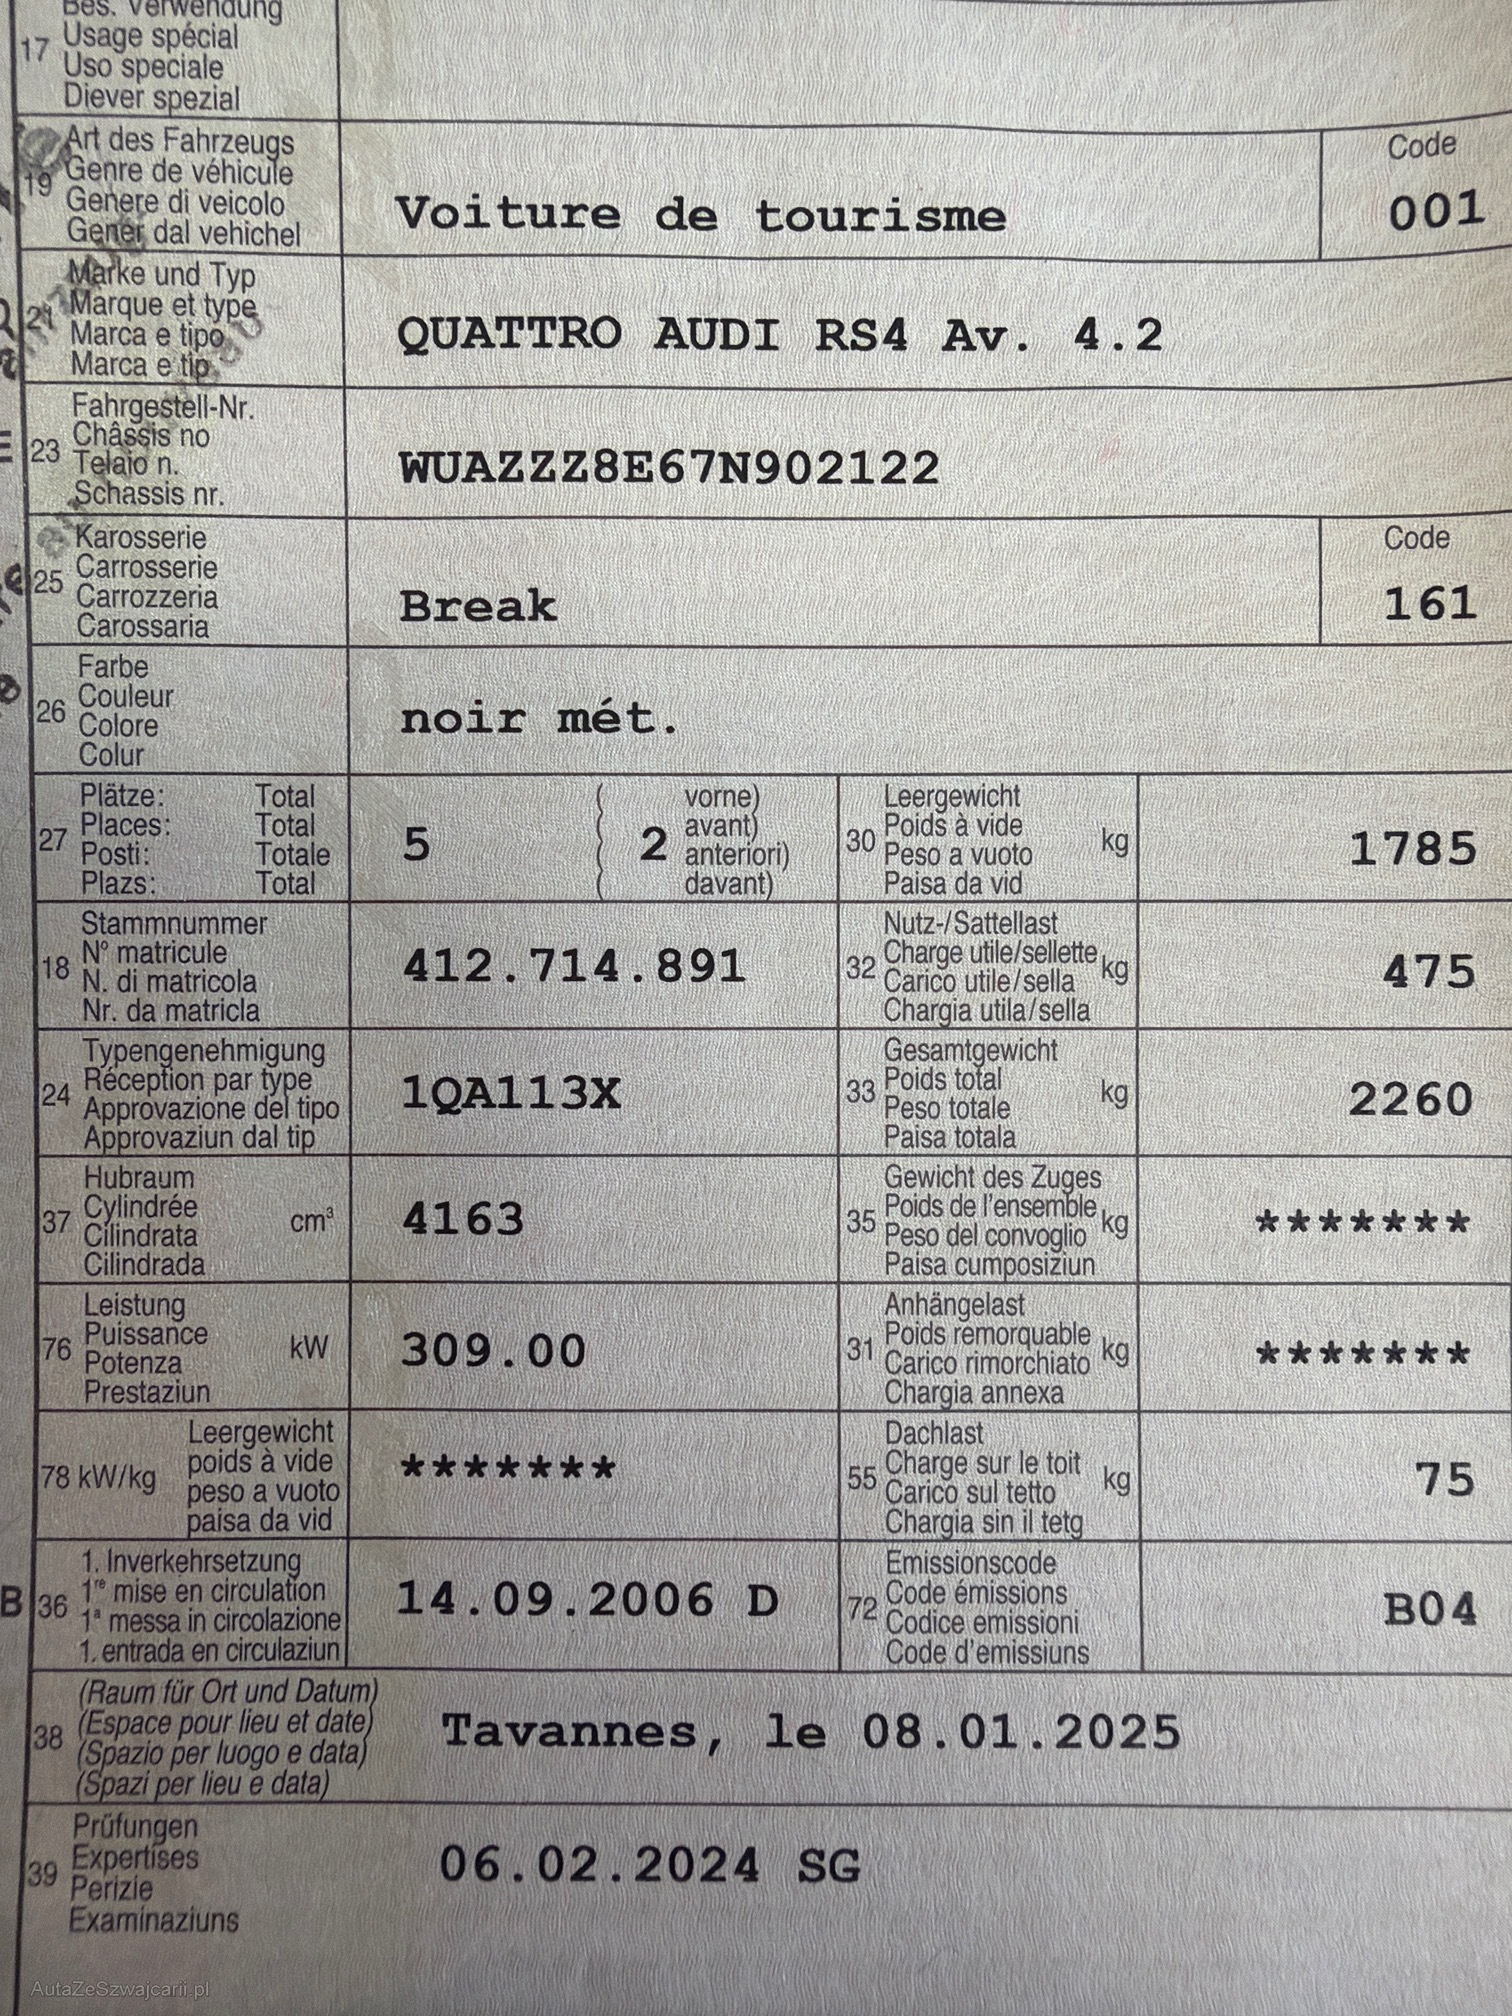 Bes. Verwendung
17 Usage spécial
Uso speciale
Diever spezial
Art des Fahrzeugs
19 Genre de véhicule
Genere di veicolo
Gener dal vehichel
Voiture de tourisme
Code
001
Marke und Typ
21 Marque et type
Marca e tipo
Marca e tip
QUATTRO AUDI RS4 Av. 4.2
Fahrgestell-Nr.
23 Châssis no
Telaio n.
Schassis nr.
WUAZZZ8E67N902122
Karosserie
25 Carrosserie
Carrozzeria
Carossaria
Break
Code
161
Farbe
26 Couleur
Colore
Colur
noir mét.
Plätze: Total
27 Places: Total
Posti: Totale
Plazs: Total
5
( vorne)
( 2 avant)
( anteriori)
( davant)
Leergewicht
30 Poids à vide kg
Peso a vuoto
Paisa da vid
1785
Stammnummer
18 N° matricule
N. di matricola
Nr. da matricla
412.714.891
Nutz-/Sattellast
32 Charge utile/sellette kg
Carico utile/sella
Chargia utila/sella
475
Typengenehmigung
24 Réception par type
Approvazione del tipo
Approvaziun dal tip
1QA113X
Gesamtgewicht
33 Poids total kg
Peso totale
Paisa totala
2260
Hubraum
37 Cylindrée cm³
Cilindrata
Cilindrada
4163
Gewicht des Zuges
35 Poids de l'ensemble kg
Peso del convoglio
Paisa cumposiziun
*******
Leistung
76 Puissance kW
Potenza
Prestaziun
309.00
Anhängelast
31 Poids remorquable kg
Carico rimorchiato
Chargia annexa
*******
Leergewicht
78 kW/kg poids à vide
peso a vuoto
paisa da vid
*******
Dachlast
55 Charge sur le toit kg
Carico sul tetto
Chargia sin il tetg
75
1. Inverkehrsetzung
B 36 1re mise en circulation
1a messa in circolazione
1. entrada en circulaziun
14.09.2006 D
Emissionscode
72 Code émissions
Codice emissioni
Code d'emissiuns
B04
(Raum für Ort und Datum)
38 (Espace pour lieu et date)
(Spazio per luogo e data)
(Spazi per lieu e data)
Tavannes, le 08.01.2025
Prüfungen
39 Expertises
Perizie
Examinaziuns
06.02.2024 SG
AutaZeSzwajcarii.pl